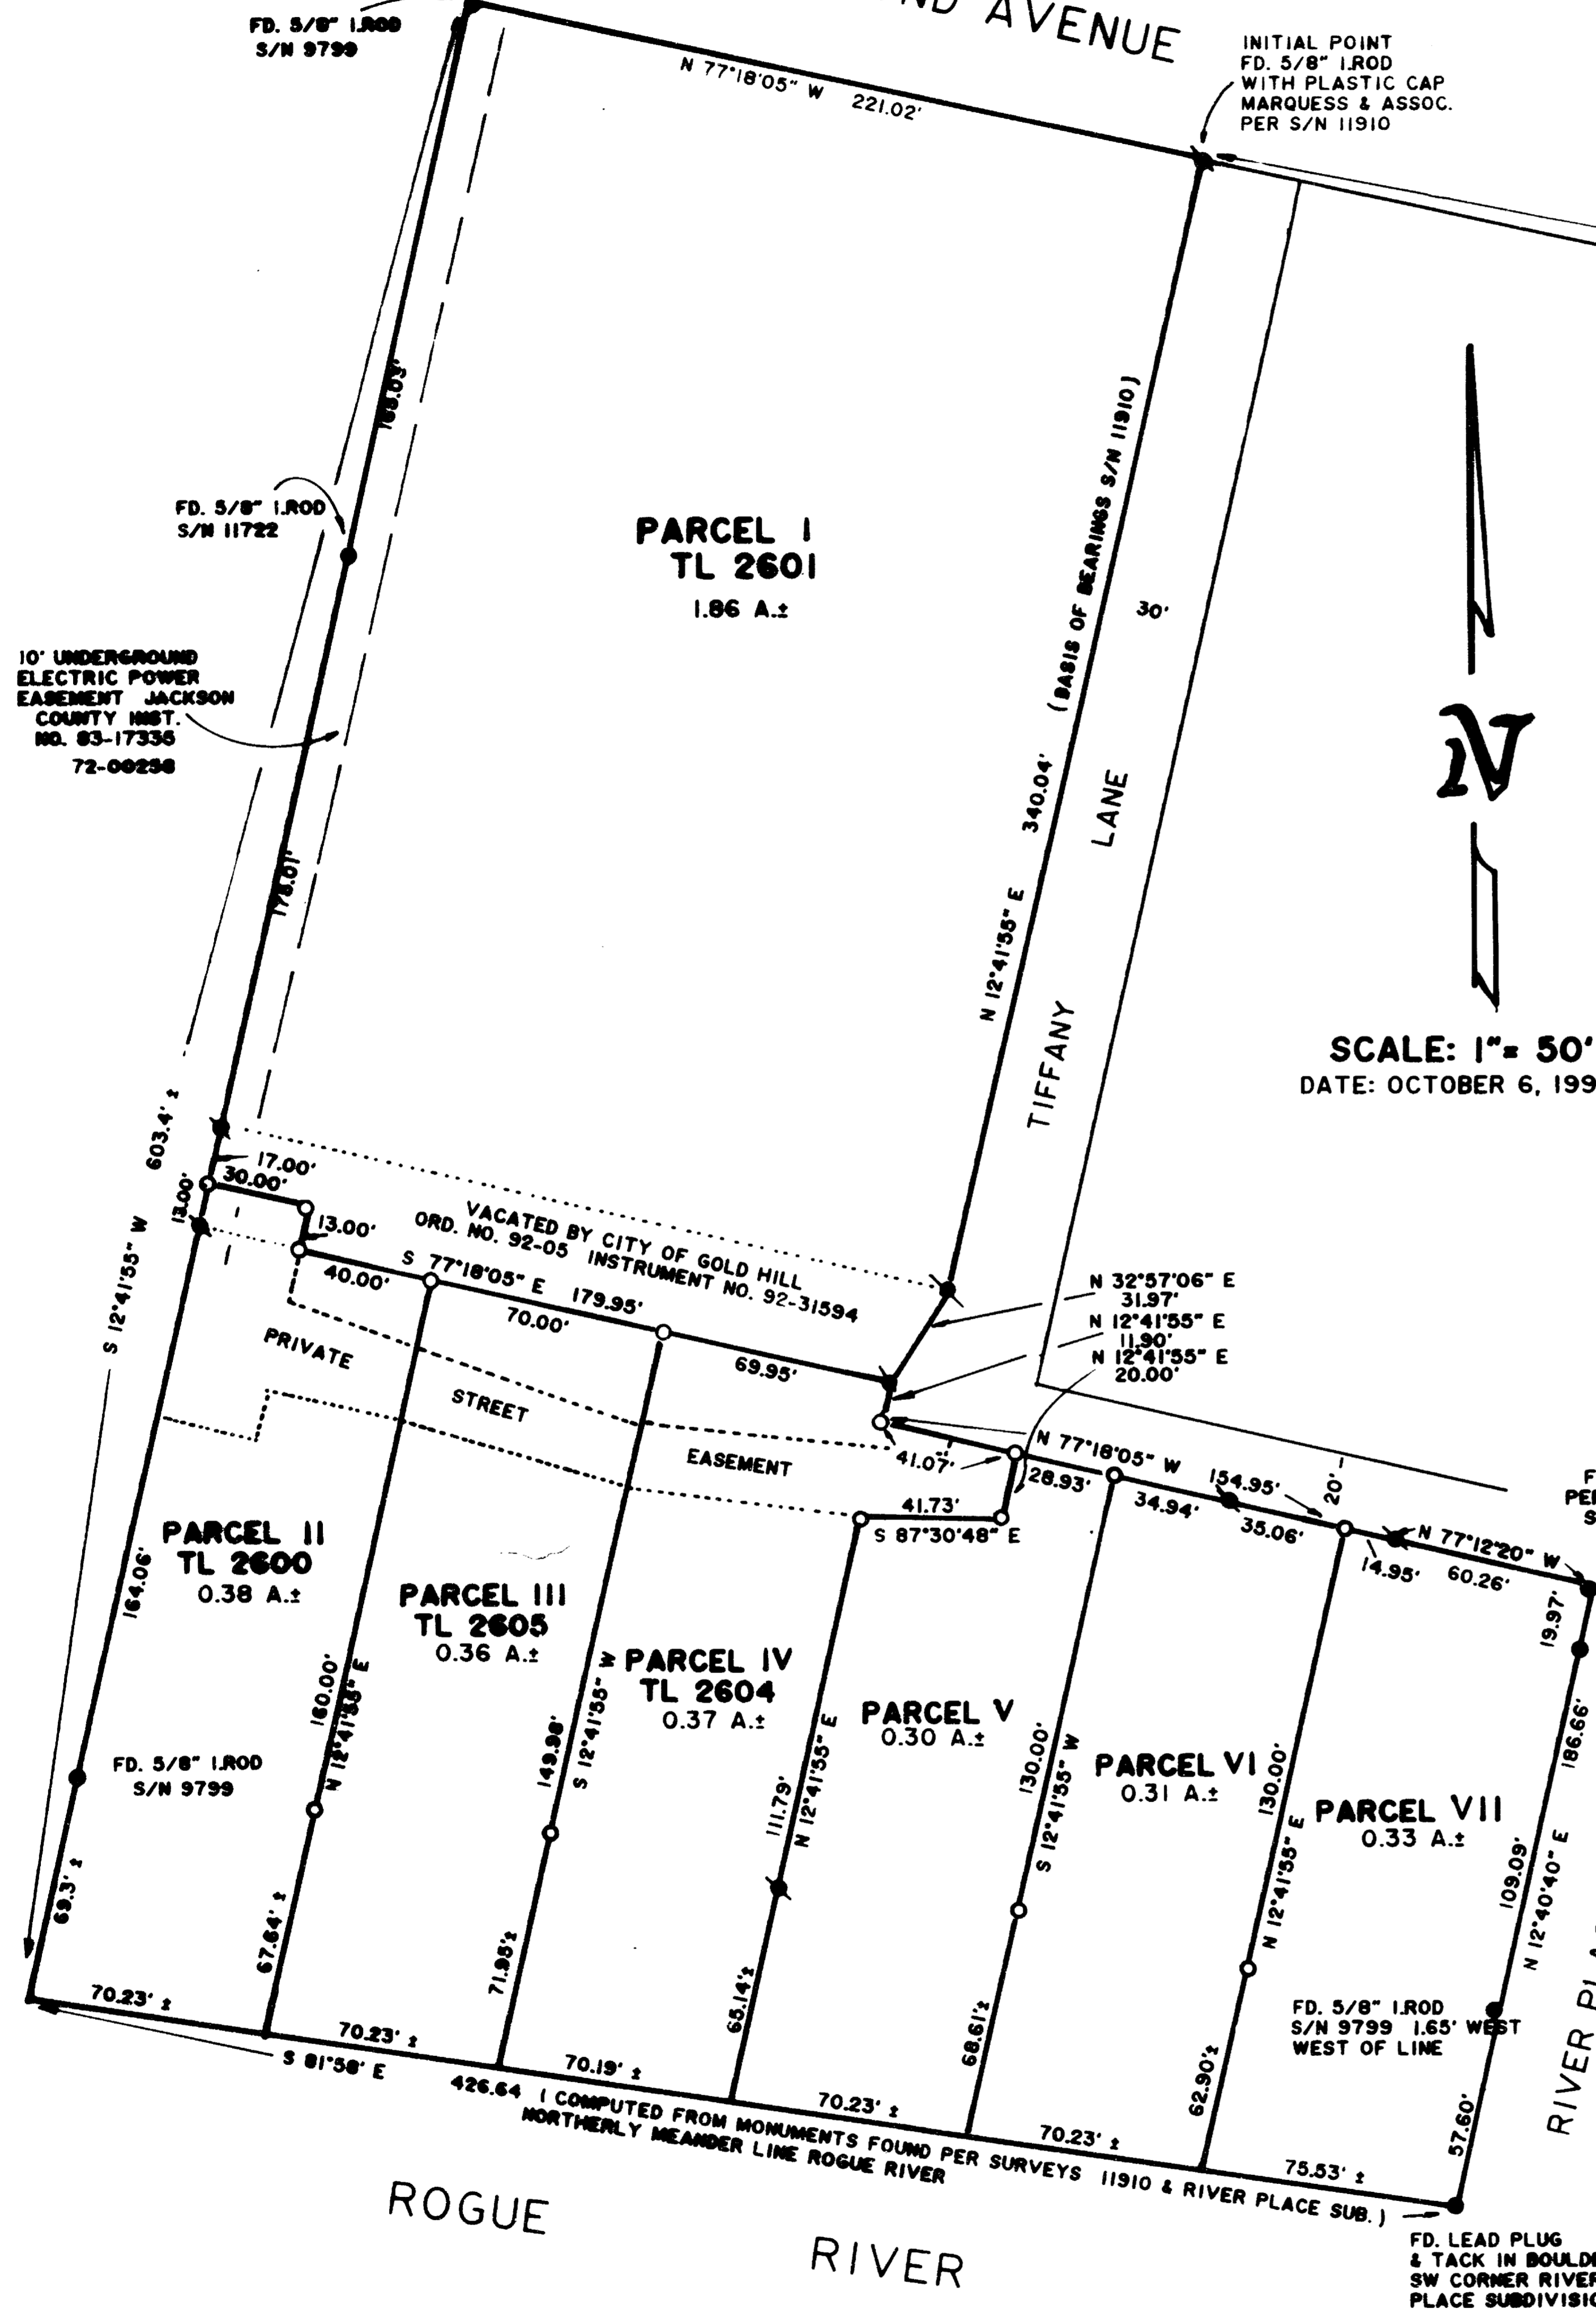 AVENUE
FD. 5/8" I.ROD
S/N 9799
INITIAL POINT
FD. 5/8" I.ROD
WITH PLASTIC CAP
MARQUESS & ASSOC.
PER S/N 11910
N 77°18'05" W 221.02'
FD. 5/8" I.ROD
S/N 11722
PARCEL I
TL 2601
1.86 A.±
(BASIS OF BEARINGS S/N 11910)
340.04'
N 12°41'55" E
30'
TIFFANY LANE
N
SCALE: 1"= 50'
DATE: OCTOBER 6, 199
10' UNDERGROUND
ELECTRIC POWER
EASEMENT JACKSON
COUNTY INST.
NO. 83-17335
178.01'
603.4' ±
S 12°41'55" W
17.00'
30.00'
13.00'
13.00'
VACATED BY CITY OF GOLD HILL
ORD. NO. 92-05 INSTRUMENT NO. 92-31594
S 77°18'05" E 179.95'
40.00'
70.00'
69.95'
N 32°57'06" E
31.97'
N 12°41'55" E
11.90'
N 12°41'55" E
20.00'
PRIVATE
STREET
EASEMENT
41.07'
N 77°18'05" W
154.95'
28.93'
34.94'
35.06'
20'
14.95'
N 77°12'20" W
60.26'
41.73'
S 87°30'48" E
19.97'
186.66'
PARCEL II
TL 2600
0.38 A.±
PARCEL III
TL 2605
0.36 A.±
PARCEL IV
TL 2604
0.37 A.±
PARCEL V
0.30 A.±
PARCEL VI
0.31 A.±
PARCEL VII
0.33 A.±
164.06'
160.00'
N 12°41'55" E
149.98'
S 12°41'55" W
111.79'
N 12°41'55" E
130.00'
S 12°41'55" W
130.00'
N 12°41'55" E
109.09'
N 12°40'40" E
FD. 5/8" I.ROD
S/N 9799
69.3' ±
67.64' ±
71.95'±
65.14'±
68.61'±
62.90'±
57.60'
FD. 5/8" I.ROD
S/N 9799 1.65' WEST
WEST OF LINE
RIVER
70.23' ±
70.23' ±
70.19' ±
70.23' ±
70.23' ±
75.53' ±
S 81°58' E
426.64 ( COMPUTED FROM MONUMENTS FOUND PER SURVEYS 11910 & RIVER PLACE SUB. )
NORTHERLY MEANDER LINE ROGUE RIVER
ROGUE RIVER
FD. LEAD PLUG
& TACK IN BOULDE
SW CORNER RIVER
PLACE SUBDIVISIO